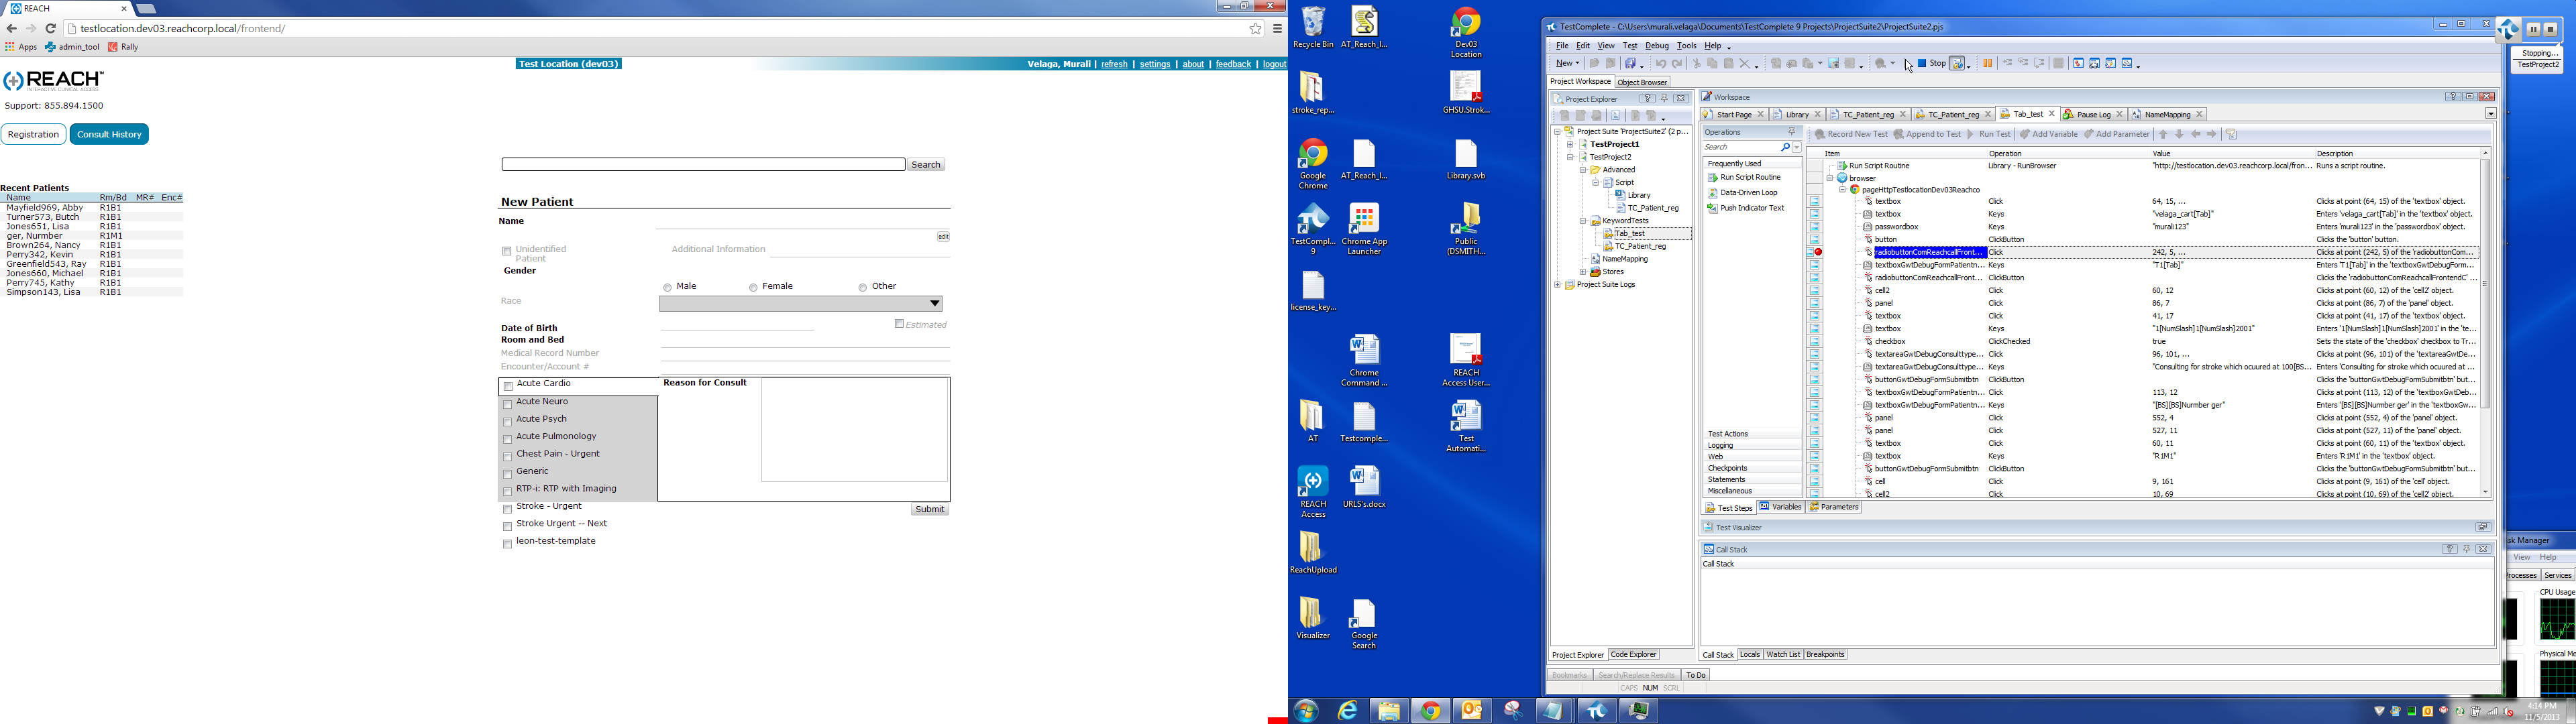 REACH
testlocation.dev03.reachcorp.local/frontend/
Apps admin_tool Rally
Test Location (dev03)
Velaga, Murali | refresh | settings | about | feedback | logout
REACH™
INTERACTIVE CLINICAL ACCESS
Support: 855.894.1500
Registration Consult History
Search
Recent Patients
Name Rm/Bd MR# Enc#
Mayfield969, Abby R1B1
Turner573, Butch R1B1
Jones651, Lisa R1B1
ger, Nurmber R1M1
Brown264, Nancy R1B1
Perry342, Kevin R1B1
Greenfield543, Ray R1B1
Jones660, Michael R1B1
Perry745, Kathy R1B1
Simpson143, Lisa R1B1
New Patient
Name
edit
Unidentified Patient Additional Information
Gender
Male Female Other
Race
Date of Birth Estimated
Room and Bed
Medical Record Number
Encounter/Account #
Acute Cardio
Acute Neuro
Acute Psych
Acute Pulmonology
Chest Pain - Urgent
Generic
RTP-i: RTP with Imaging
Stroke - Urgent
Stroke Urgent -- Next
leon-test-template
Reason for Consult
Submit
Recycle Bin
AT_Reach_l...
Dev03 Location
stroke_rep...
GHSU.Strok...
Google Chrome
AT_Reach_l...
Library.svb
TestCompl... 9
Chrome App Launcher
Public (DSMITH...
license_key...
Chrome Command ...
REACH Access User...
AT
Testcomple...
Test Automati...
REACH Access
URLS's.docx
ReachUpload
Visualizer
Google Search
TestComplete - C:\Users\murali.velaga\Documents\TestComplete 9 Projects\ProjectSuite2\ProjectSuite2.pjs
File Edit View Test Debug Tools Help
New Stop
Project Workspace Object Browser
Project Explorer
Project Suite 'ProjectSuite2' (2 p...
TestProject1
TestProject2
Advanced
Script
Library
TC_Patient_reg
KeywordTests
Tab_test
TC_Patient_reg
NameMapping
Stores
Project Suite Logs
Project Explorer Code Explorer
Workspace
Start Page Library TC_Patient_reg TC_Patient_reg Tab_test Pause Log NameMapping
Operations
Search
Frequently Used
Run Script Routine
Data-Driven Loop
Push Indicator Text
Test Actions
Logging
Web
Checkpoints
Statements
Miscellaneous
Record New Test Append to Test Run Test Add Variable Add Parameter
Item Operation Value Description
Run Script Routine Library - RunBrowser "http://testlocation.dev03.reachcorp.local/fron... Runs a script routine.
browser
pageHttpTestlocationDev03Reachco
textbox Click 64, 15, ... Clicks at point (64, 15) of the 'textbox' object.
textbox Keys "velaga_cart[Tab]" Enters 'velaga_cart[Tab]' in the 'textbox' object.
passwordbox Keys "murali123" Enters 'murali123' in the 'passwordbox' object.
button ClickButton Clicks the 'button' button.
radiobuttonComReachcallFront... Click 242, 5, ... Clicks at point (242, 5) of the 'radiobuttonCom...
textboxGwtDebugFormPatientn... Keys "T1[Tab]" Enters 'T1[Tab]' in the 'textboxGwtDebugForm...
radiobuttonComReachcallFront... ClickButton Clicks the 'radiobuttonComReachcallFrontendC' ...
cell2 Click 60, 12 Clicks at point (60, 12) of the 'cell2' object.
panel Click 86, 7 Clicks at point (86, 7) of the 'panel' object.
textbox Click 41, 17 Clicks at point (41, 17) of the 'textbox' object.
textbox Keys "1[NumSlash]1[NumSlash]2001" Enters '1[NumSlash]1[NumSlash]2001' in the 'te...
checkbox ClickChecked true Sets the state of the 'checkbox' checkbox to Tr...
textareaGwtDebugConsulttype... Click 96, 101, ... Clicks at point (96, 101) of the 'textareaGwtDe...
textareaGwtDebugConsulttype... Keys "Consulting for stroke which ocuured at 100[BS... Enters 'Consulting for stroke which ocuured at ...
buttonGwtDebugFormSubmitbtn ClickButton Clicks the 'buttonGwtDebugFormSubmitbtn' but...
textboxGwtDebugFormPatientn... Click 113, 12 Clicks at point (113, 12) of the 'textboxGwtDeb...
textboxGwtDebugFormPatientn... Keys "[BS][BS]Nurmber ger" Enters '[BS][BS]Nurmber ger' in the 'textboxGw...
panel Click 552, 4 Clicks at point (552, 4) of the 'panel' object.
panel Click 527, 11 Clicks at point (527, 11) of the 'panel' object.
textbox Click 60, 11 Clicks at point (60, 11) of the 'textbox' object.
textbox Keys "R1M1" Enters 'R1M1' in the 'textbox' object.
buttonGwtDebugFormSubmitbtn ClickButton Clicks the 'buttonGwtDebugFormSubmitbtn' but...
cell Click 9, 161 Clicks at point (9, 161) of the 'cell' object.
cell2 Click 10, 69 Clicks at point (10, 69) of the 'cell2' object.
Test Steps Variables Parameters
Test Visualizer
Call Stack
Call Stack
Call Stack Locals Watch List Breakpoints
Bookmarks Search/Replace Results To Do
CAPS NUM SCRL
Stopping...
TestProject2
sk Manager
View Help
rocesses Services
CPU Usage
Physical Me
4:14 PM
11/5/2013